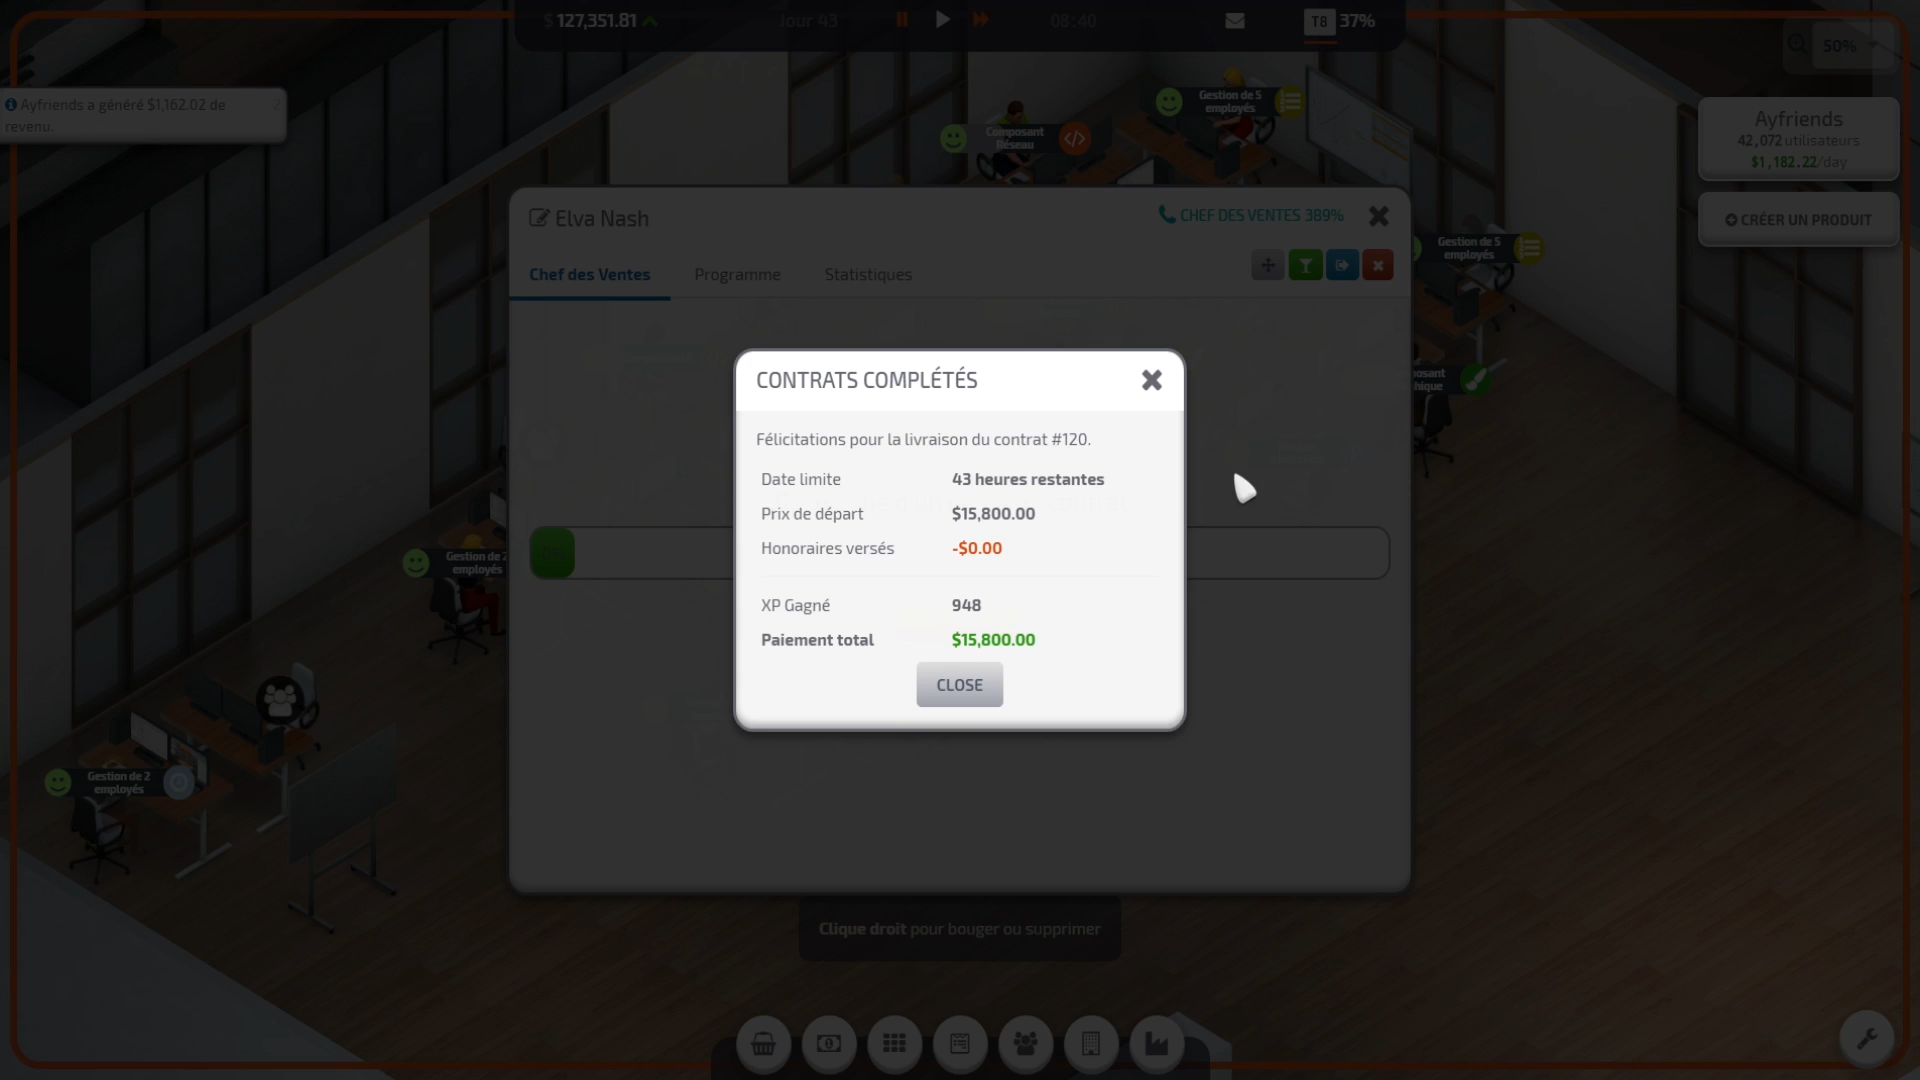 $ 127,351.81
Jour 43
08:40
T8 37%
50%
Ayfriends a généré $1,162.02 de
revenu.
2
Gestion de 5
employés
Composant
Réseau
Ayfriends
42,072 utilisateurs
$1,182.22/day
CRÉER UN PRODUIT
Elva Nash
CHEF DES VENTES 389%
Chef des Ventes
Programme
Statistiques
Gestion de 5
employés
CONTRATS COMPLÉTÉS
Félicitations pour la livraison du contrat #120.
Date limite
43 heures restantes
Prix de départ
$15,800.00
Honoraires versés
-$0.00
XP Gagné
948
Paiement total
$15,800.00
CLOSE
posant
hique
Gestion de 2
employés
Gestion de 2
employés
Clique droit pour bouger ou supprimer